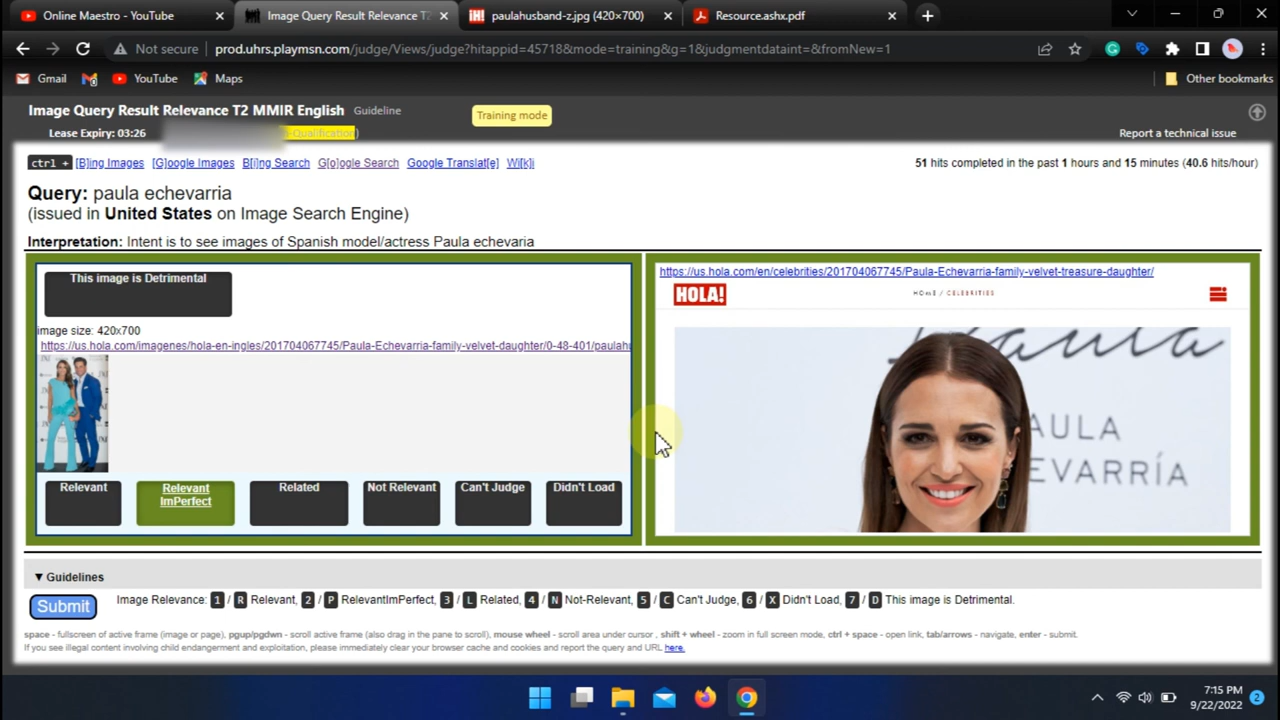 Online Maestro - YouTube
Image Query Result Relevance T2
paulahusband-z.jpg (420×700)
Resource.ashx.pdf
Not secure
prod.uhrs.playmsn.com/judge/Views/judge?hitappid=45718&mode=training&g=1&judgmentdataint=&fromNew=1
Gmail
YouTube
Maps
Other bookmarks
Image Query Result Relevance T2 MMIR English
Guideline
Training mode
Lease Expiry: 03:26
Qualification)
Report a technical issue
ctrl + [B]ing Images [G]oogle Images B[i]ng Search G[o]ogle Search Google Translat[e] Wi[k]i
51 hits completed in the past 1 hours and 15 minutes (40.6 hits/hour)
Query: paula echevarria
(issued in United States on Image Search Engine)
Interpretation: Intent is to see images of Spanish model/actress Paula echevaria
This image is Detrimental
image size: 420x700
https://us.hola.com/imagenes/hola-en-ingles/201704067745/Paula-Echevarria-family-velvet-daughter/0-48-401/paulahu
Relevant
Relevant
ImPerfect
Related
Not Relevant
Can't Judge
Didn't Load
https://us.hola.com/en/celebrities/201704067745/Paula-Echevarria-family-velvet-treasure-daughter/
HOLA!
HOME / CELEBRITIES
Paula
PAULA
EVARRÍA
▼ Guidelines
Submit
Image Relevance: 1 / R Relevant, 2 / P RelevantImPerfect, 3 / L Related, 4 / N Not-Relevant, 5 / C Can't Judge, 6 / X Didn't Load, 7 / D This image is Detrimental.
space - fullscreen of active frame (image or page), pgup/pgdwn - scroll active frame (also drag in the pane to scroll), mouse wheel - scroll area under cursor , shift + wheel - zoom in full screen mode, ctrl + space - open link, tab/arrows - navigate, enter - submit.
If you see illegal content involving child endangerment and exploitation, please immediately clear your browser cache and cookies and report the query and URL here.
7:15 PM
9/22/2022
2